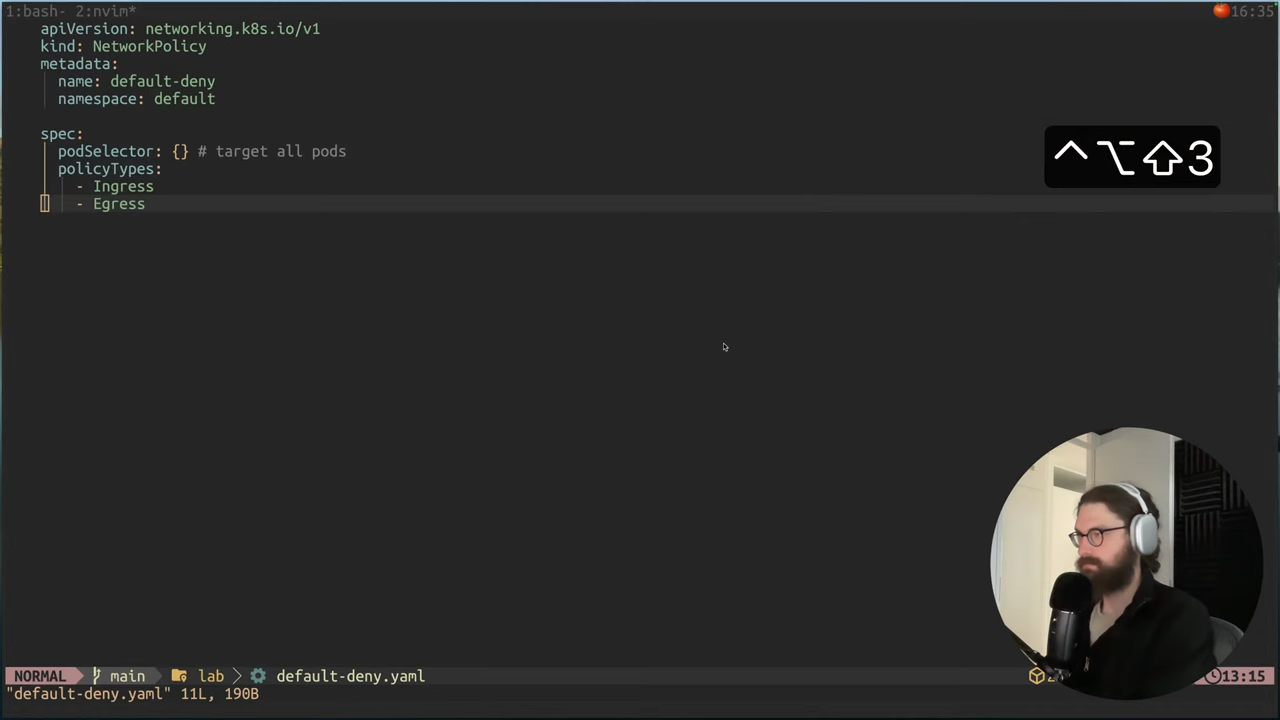 1:bash- 2:nvim* 16:35
apiVersion: networking.k8s.io/v1
kind: NetworkPolicy
metadata:
name: default-deny
namespace: default
spec:
podSelector: {} # target all pods
policyTypes:
- Ingress
- Egress
^⌥⇧3
NORMAL main lab > default-deny.yaml 13:15
"default-deny.yaml" 11L, 190B